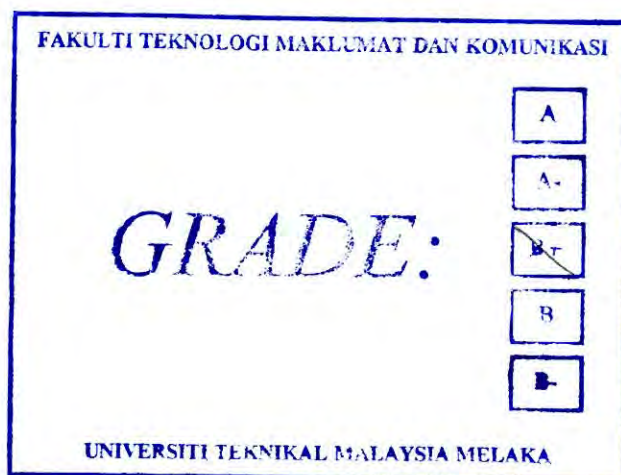 FAKULTI TEKNOLOGI MAKLUMAT DAN KOMUNIKASI
A
A-
GRADE:
B+
B
B-
UNIVERSITI TEKNIKAL MALAYSIA MELAKA